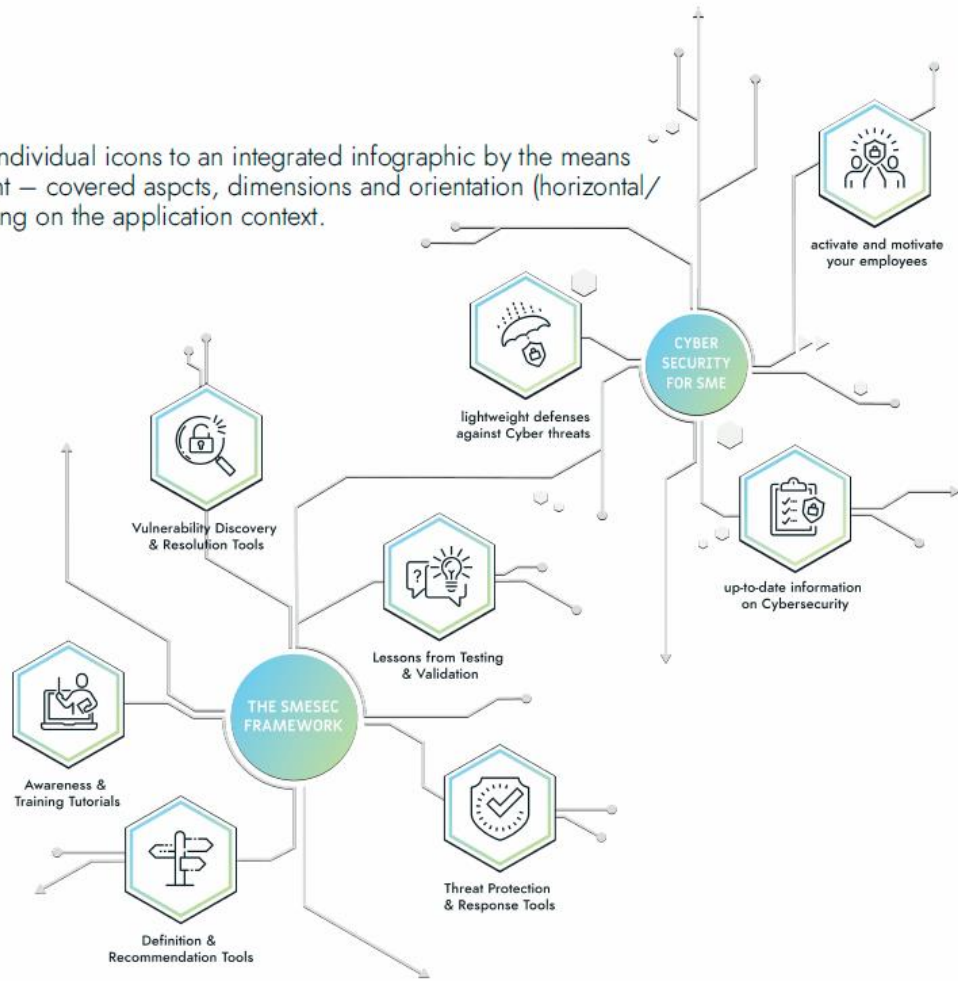 individual icons to an integrated infographic by the means
nt – covered aspcts, dimensions and orientation (horizontal/
ng on the application context.
activate and motivate
your employees
CYBER
SECURITY
FOR SME
lightweight defenses
against Cyber threats
Vulnerability Discovery
& Resolution Tools
up-to-date information
on Cybersecurity
Lessons from Testing
& Validation
THE SMESEC
FRAMEWORK
Awareness &
Training Tutorials
Threat Protection
& Response Tools
Definition &
Recommendation Tools